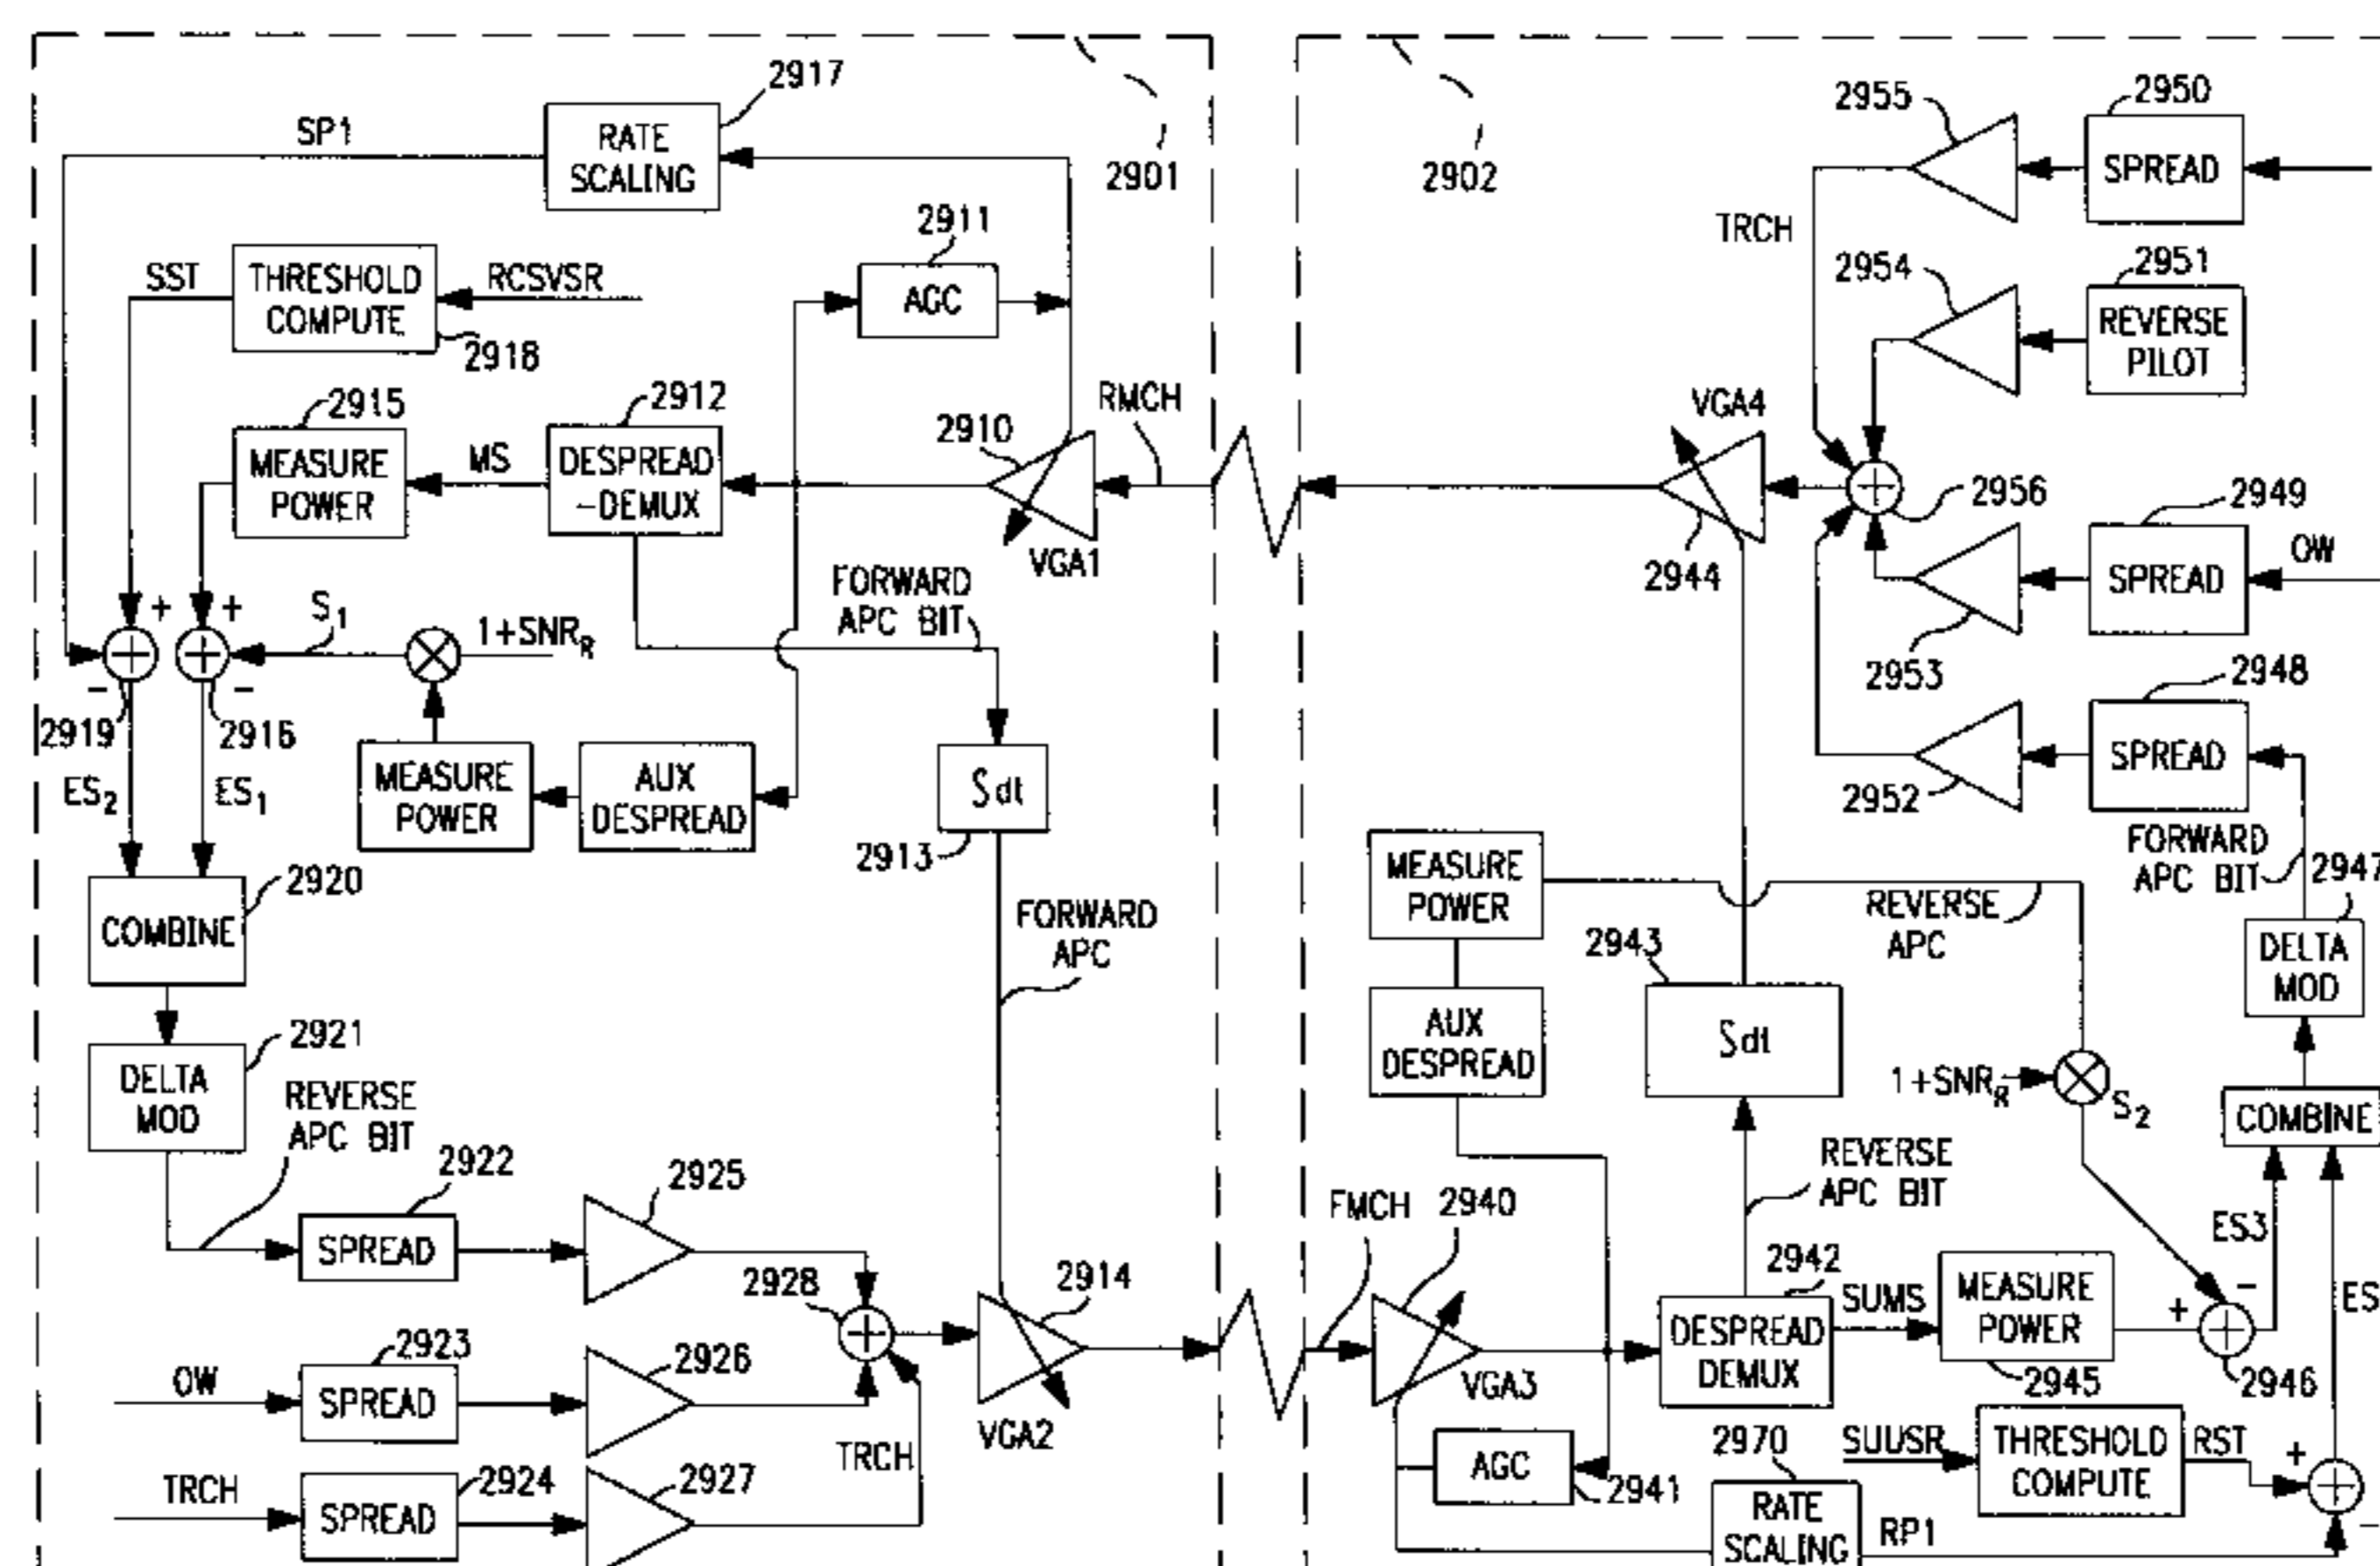 2917
SP1
RATE
SCALING
2901
2911
SST
THRESHOLD
COMPUTE
RCSVSR
AGC
2918
2915
2912
2910
RMCH
MEASURE
POWER
MS
DESPREAD
-DEMUX
VGA1
FORWARD
APC BIT
+
+
S1
1+SNRR
-
-
2919
2916
ES2
ES1
MEASURE
POWER
AUX
DESPREAD
∫dt
2913
2920
COMBINE
FORWARD
APC
2921
DELTA
MOD
REVERSE
APC BIT
2922
2925
SPREAD
2928
2914
2923
2926
OW
SPREAD
VGA2
TRCH
2924
2927
TRCH
SPREAD
2902
2955
2950
SPREAD
TRCH
2954
2951
REVERSE
PILOT
VGA4
2956
2949
2944
SPREAD
OW
2953
2948
SPREAD
2952
FORWARD
APC BIT
2947
MEASURE
POWER
REVERSE
APC
2943
DELTA
MOD
AUX
DESPREAD
∫dt
1+SNRR
S2
COMBINE
REVERSE
APC BIT
FMCH
2940
ES3
2942
SUMS
MEASURE
POWER
-
+
ES
DESPREAD
DEMUX
VGA3
2945
2946
AGC
2941
2970
SUUSR
THRESHOLD
COMPUTE
RST
+
RATE
SCALING
RP1
-